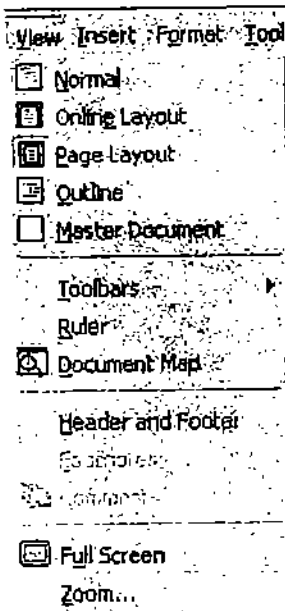 View Insert Format Tool
Normal
Online Layout
Page Layout
Outline
Master Document
Toolbars
Ruler
Document Map
Header and Footer
Full Screen
Zoom...